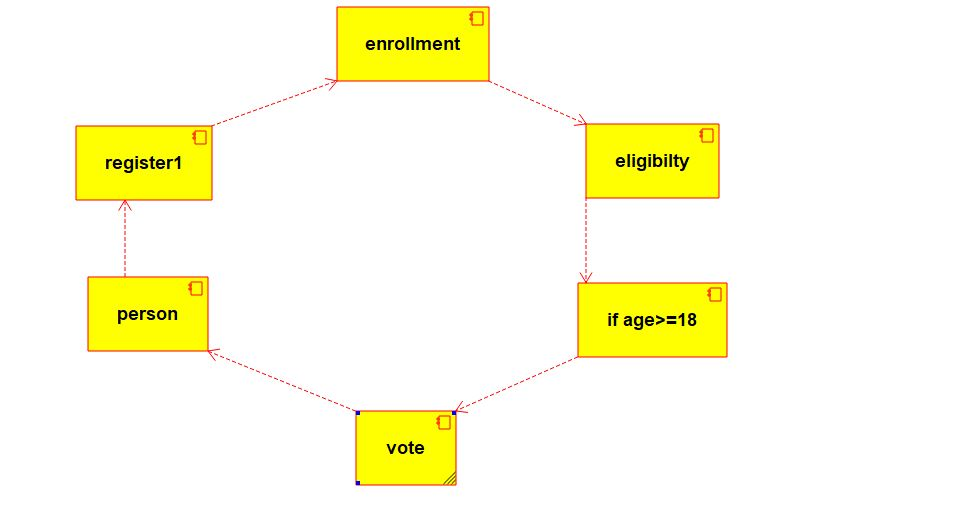 enrollment
register1
eligibilty
person
if age>=18
vote